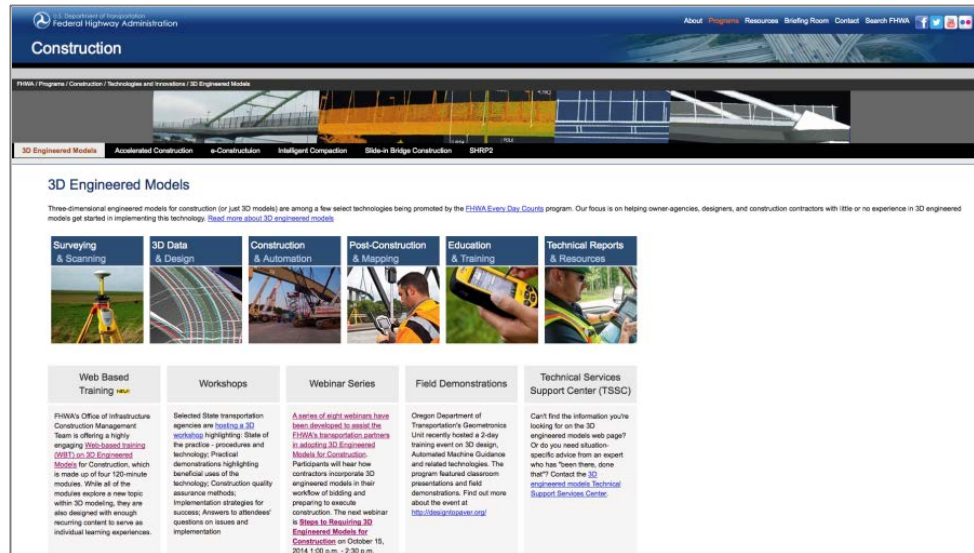 U.S. Department of Transportation
Federal Highway Administration
About Programs Resources Briefing Room Contact Search FHWA
Construction
FHWA / Programs / Construction / Technologies and Innovations / 3D Engineered Models
3D Engineered Models Accelerated Construction e-Constructuion Intelligent Compaction Slide-in Bridge Construction SHRP2
3D Engineered Models
Three-dimensional engineered models for construction (or just 3D models) are among a few select technologies being promoted by the FHWA Every Day Counts program. Our focus is on helping owner-agencies, designers, and construction contractors with little or no experience in 3D engineered
models get started in implementing this technology. Read more about 3D engineered models
Surveying
& Scanning
3D Data
& Design
Construction
& Automation
Post-Construction
& Mapping
Education
& Training
Technical Reports
& Resources
Web Based
Training NEW!
FHWA's Office of Infrastructure
Construction Management
Team is offering a highly
engaging Web-based training
(WBT) on 3D Engineered
Models for Construction, which
is made up of four 120-minute
modules. While all of the
modules explore a new topic
within 3D modeling, they are
also designed with enough
recurring content to serve as
individual learning experiences.
Workshops
Selected State transportation
agencies are hosting a 3D
workshop highlighting: State of
the practice - procedures and
technology; Practical
demonstrations highlighting
beneficial uses of the
technology; Construction quality
assurance methods;
Implementation strategies for
success; Answers to attendees'
questions on issues and
implementation
Webinar Series
A series of eight webinars have
been developed to assist the
FHWA's transportation partners
in adopting 3D Engineered
Models for Construction.
Participants will hear how
contractors incorporate 3D
engineered models in their
workflow of bidding and
preparing to execute
construction. The next webinar
is Steps to Requiring 3D
Engineered Models for
Construction on October 15,
2014 1:00 p.m. - 2:30 p.m.
Field Demonstrations
Oregon Department of
Transportation's Geometronics
Unit recently hosted a 2-day
training event on 3D design,
Automated Machine Guidance
and related technologies. The
program featured classroom
presentations and field
demonstrations. Find out more
about the event at
http://designtopaver.org/
Technical Services
Support Center (TSSC)
Can't find the information you're
looking for on the 3D
engineered models web page?
Or do you need situation-
specific advice from an expert
who has "been there, done
that"? Contact the 3D
engineered models Technical
Support Services Center.